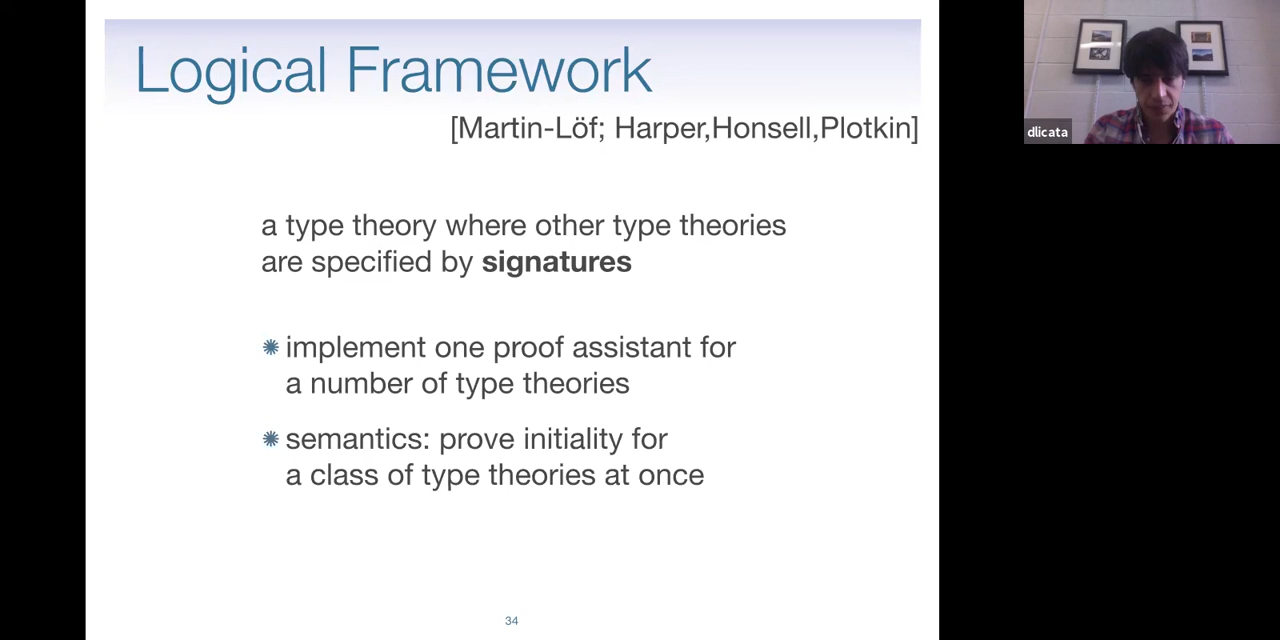 Logical Framework
[Martin-Löf; Harper,Honsell,Plotkin]
dlicata
a type theory where other type theories
are specified by signatures
implement one proof assistant for
a number of type theories
semantics: prove initiality for
a class of type theories at once
34